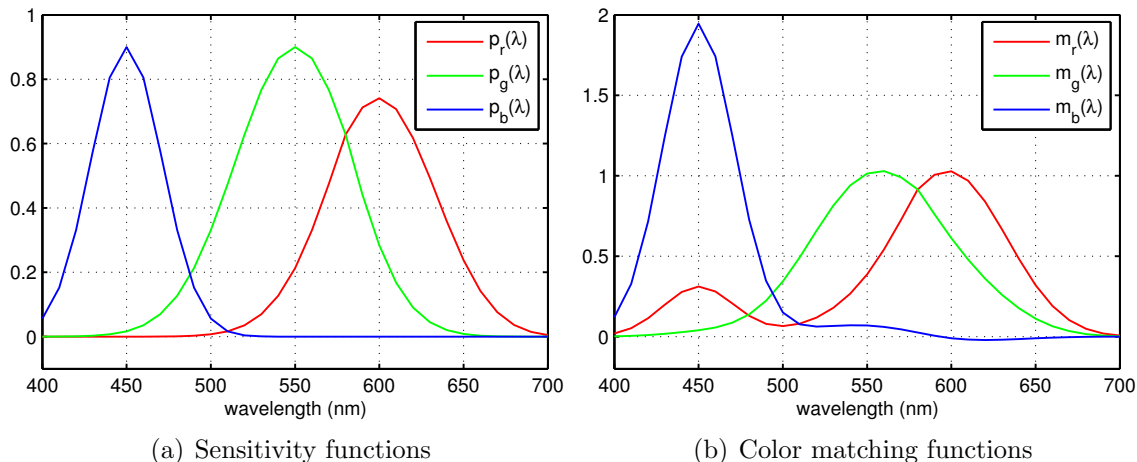 1
0.8
0.6
0.4
0.2
0
400 450 500 550 600 650 700
wavelength (nm)
p_r(λ)
p_g(λ)
p_b(λ)
(a) Sensitivity functions
2
1.5
1
0.5
0
400 450 500 550 600 650 700
wavelength (nm)
m_r(λ)
m_g(λ)
m_b(λ)
(b) Color matching functions